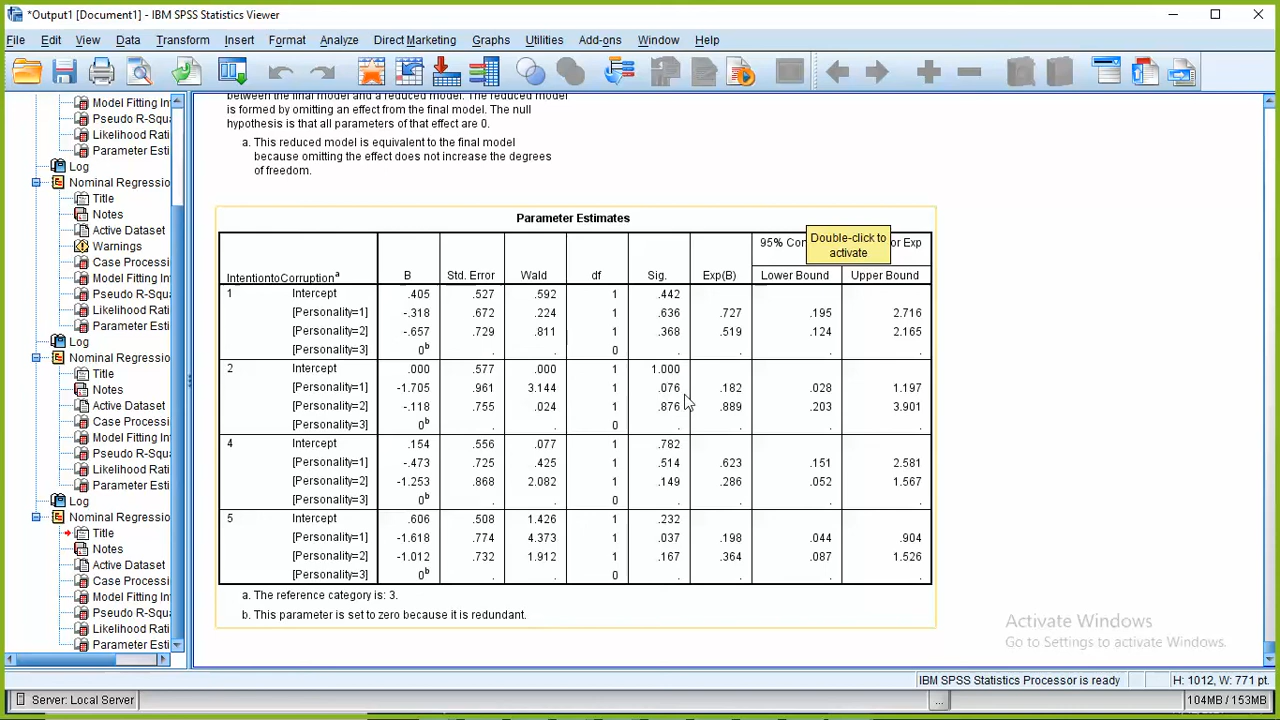 *Output1 [Document1] - IBM SPSS Statistics Viewer
File Edit View Data Transform Insert Format Analyze Direct Marketing Graphs Utilities Add-ons Window Help
Model Fitting In
Pseudo R-Squa
Likelihood Rati
Parameter Esti
Log
Nominal Regressio
Title
Notes
Active Dataset
Warnings
Case Processi
Model Fitting In
Pseudo R-Squa
Likelihood Rati
Parameter Esti
Log
Nominal Regressio
Title
Notes
Active Dataset
Case Processi
Model Fitting In
Pseudo R-Squa
Likelihood Rati
Parameter Esti
Log
Nominal Regressio
Title
Notes
Active Dataset
Case Processi
Model Fitting In
Pseudo R-Squa
Likelihood Rati
Parameter Esti
between the final model and a reduced model. The reduced model
is formed by omitting an effect from the final model. The null
hypothesis is that all parameters of that effect are 0.
a. This reduced model is equivalent to the final model
because omitting the effect does not increase the degrees
of freedom.
Parameter Estimates
95% Con or Exp
Double-click to
activate
IntentiontoCorruptionᵃ B Std. Error Wald df Sig. Exp(B) Lower Bound Upper Bound
1 Intercept .405 .527 .592 1 .442
[Personality=1] -.318 .672 .224 1 .636 .727 .195 2.716
[Personality=2] -.657 .729 .811 1 .368 .519 .124 2.165
[Personality=3] 0ᵇ . . 0 . . . .
2 Intercept .000 .577 .000 1 1.000
[Personality=1] -1.705 .961 3.144 1 .076 .182 .028 1.197
[Personality=2] -.118 .755 .024 1 .876 .889 .203 3.901
[Personality=3] 0ᵇ . . 0 . . . .
4 Intercept .154 .556 .077 1 .782
[Personality=1] -.473 .725 .425 1 .514 .623 .151 2.581
[Personality=2] -1.253 .868 2.082 1 .149 .286 .052 1.567
[Personality=3] 0ᵇ . . 0 . . . .
5 Intercept .606 .508 1.426 1 .232
[Personality=1] -1.618 .774 4.373 1 .037 .198 .044 .904
[Personality=2] -1.012 .732 1.912 1 .167 .364 .087 1.526
[Personality=3] 0ᵇ . . 0 . . . .
a. The reference category is: 3.
b. This parameter is set to zero because it is redundant.
Activate Windows
Go to Settings to activate Windows.
IBM SPSS Statistics Processor is ready H: 1012, W: 771 pt.
Server: Local Server ... 104MB / 153MB